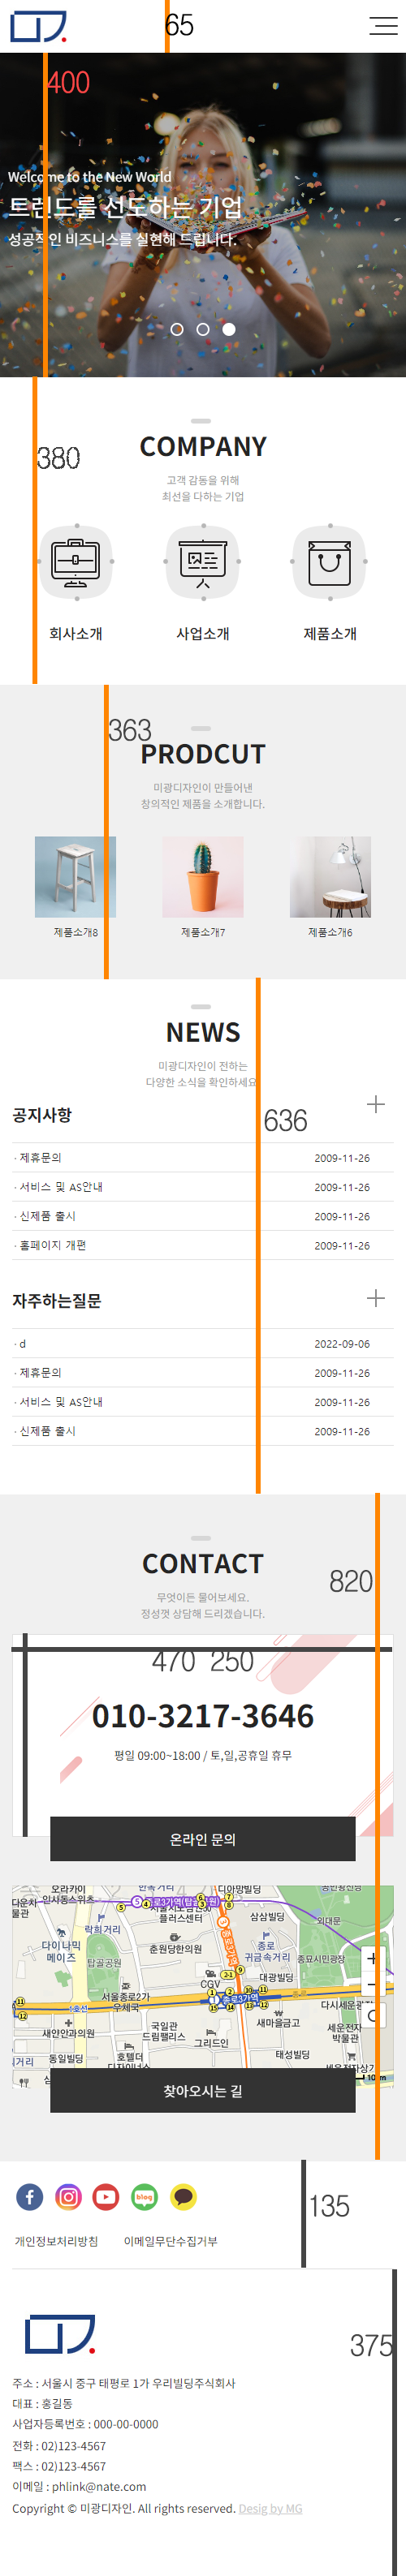 65
400
Welcome to the New World
트렌드를 선도하는 기업
성공적인 비즈니스를 실현해 드립니다.
380
COMPANY
고객 감동을 위해
최선을 다하는 기업
회사소개
사업소개
제품소개
363
PRODCUT
미광디자인이 만들어낸
창의적인 제품을 소개합니다.
제품소개8
제품소개7
제품소개6
NEWS
미광디자인이 전하는
다양한 소식을 확인하세요
636
공지사항
· 제휴문의 2009-11-26
· 서비스 및 AS안내 2009-11-26
· 신제품 출시 2009-11-26
· 홈페이지 개편 2009-11-26
자주하는질문
· d 2022-09-06
· 제휴문의 2009-11-26
· 서비스 및 AS안내 2009-11-26
· 신제품 출시 2009-11-26
CONTACT
820
무엇이든 물어보세요.
정성껏 상담해 드리겠습니다.
470 250
010-3217-3646
평일 09:00~18:00 / 토,일,공휴일 휴무
온라인 문의
오라카이
인사동스위츠
디아망빌딩
플러스센터
삼삼빌딩
외대문
락희거리
다이나믹
메이즈
탑골공원
춘원당한의원
종로
귀금속거리
종묘시민광장
CGV
대광빌딩
서울종로2가
우체국
1호선
종로3가역
새안안과의원
국일관
드림팰리스
그리드인
새마을금고
세운전자
박물관
동일빌딩
호텔더
태성빌딩
찾아오시는 길
blog
135
개인정보처리방침 이메일무단수집거부
375
주소 : 서울시 중구 태평로 1가 우리빌딩주식회사
대표 : 홍길동
사업자등록번호 : 000-00-0000
전화 : 02)123-4567
팩스 : 02)123-4567
이메일 : phlink@nate.com
Copyright © 미광디자인. All rights reserved. Desig by MG